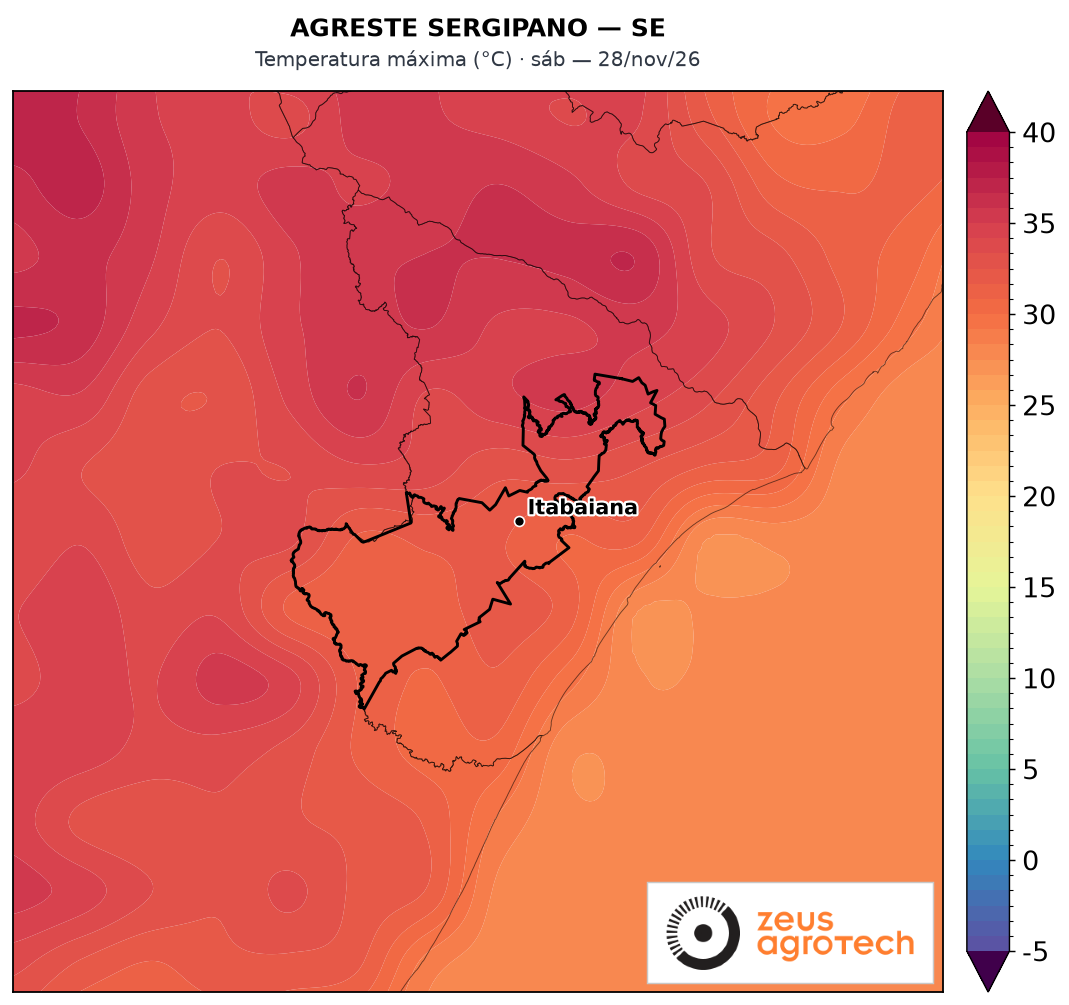 AGRESTE SERGIPANO — SE
Temperatura máxima (°C) · sáb — 28/nov/26
40
35
30
25
20
15
10
5
0
-5
Itabaiana
zeus
agrotech